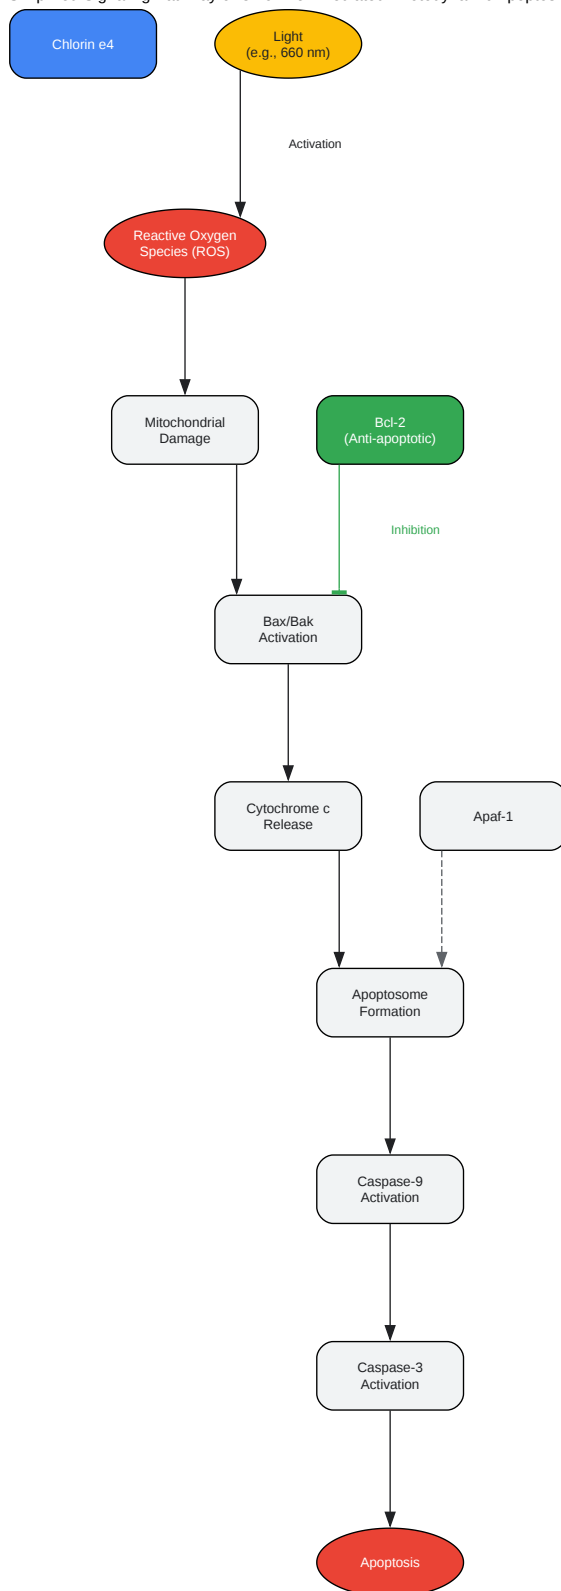 Chlorin e4
Light
(e.g., 660 nm)
Activation
Reactive Oxygen
Species (ROS)
Mitochondrial
Damage
Bcl-2
(Anti-apoptotic)
Inhibition
Bax/Bak
Activation
Cytochrome c
Release
Apaf-1
Apoptosome
Formation
Caspase-9
Activation
Caspase-3
Activation
Apoptosis